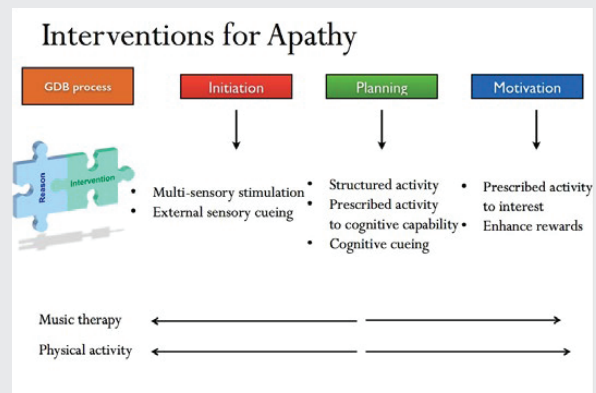 Interventions for Apathy
GDB process
Initiation
Planning
Motivation
Reason
Intervention
• Multi-sensory stimulation
• External sensory cueing
• Structured activity
• Prescribed activity
to cognitive capability
• Cognitive cueing
• Prescribed activity
to interest
• Enhance rewards
Music therapy
Physical activity